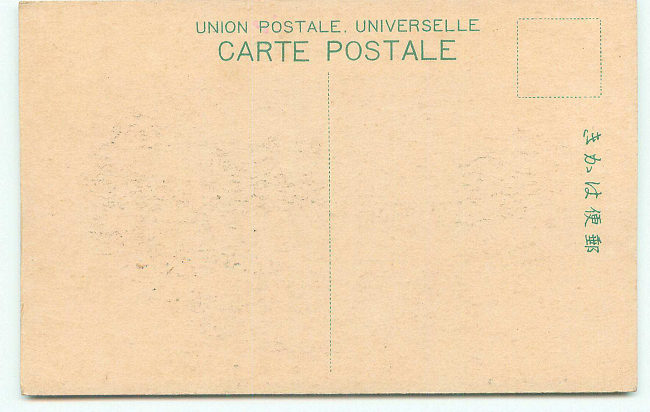 UNION POSTALE, UNIVERSELLE
CARTE POSTALE
郵便はかき